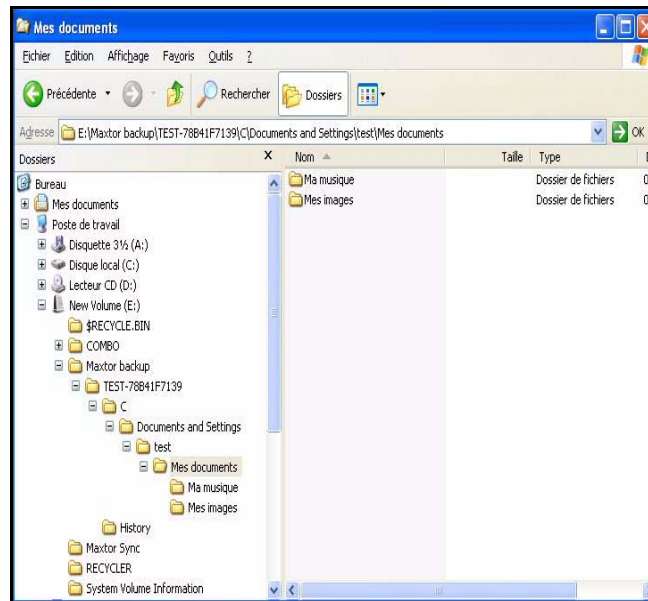 Mes documents
Fichier Edition Affichage Favoris Outils ?
Précédente Rechercher Dossiers
Adresse E:\Maxtor backup\TEST-78B41F7139\C\Documents and Settings\test\Mes documents OK
Dossiers X Nom Taille Type
Bureau
Mes documents
Poste de travail
Disquette 3½ (A:)
Disque local (C:)
Lecteur CD (D:)
New Volume (E:)
$RECYCLE.BIN
COMBO
Maxtor backup
TEST-78B41F7139
C
Documents and Settings
test
Mes documents
Ma musique
Mes images
History
Maxtor Sync
RECYCLER
System Volume Information
Ma musique Dossier de fichiers 0
Mes images Dossier de fichiers 0